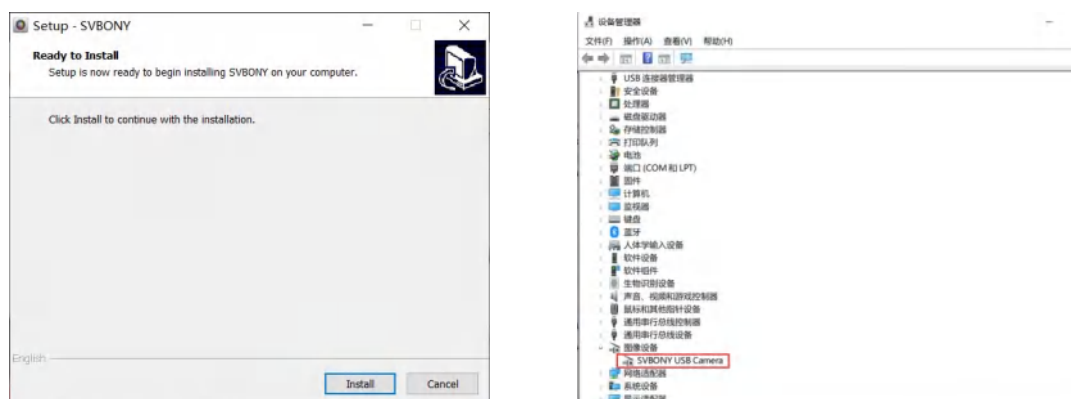 Setup - SVBONY
Ready to Install
Setup is now ready to begin installing SVBONY on your computer.
Click Install to continue with the installation.
English
Install
Cancel
设备管理器
文件(F) 操作(A) 查看(V) 帮助(H)
USB 连接器管理器
安全设备
处理器
磁盘驱动器
存储控制器
打印队列
电池
端口 (COM 和 LPT)
固件
计算机
监视器
键盘
蓝牙
人体学输入设备
软件设备
软件组件
生物识别设备
声音、视频和游戏控制器
鼠标和其他指针设备
通用串行总线控制器
通用串行总线设备
图像设备
SVBONY USB Camera
网络适配器
系统设备
显示适配器